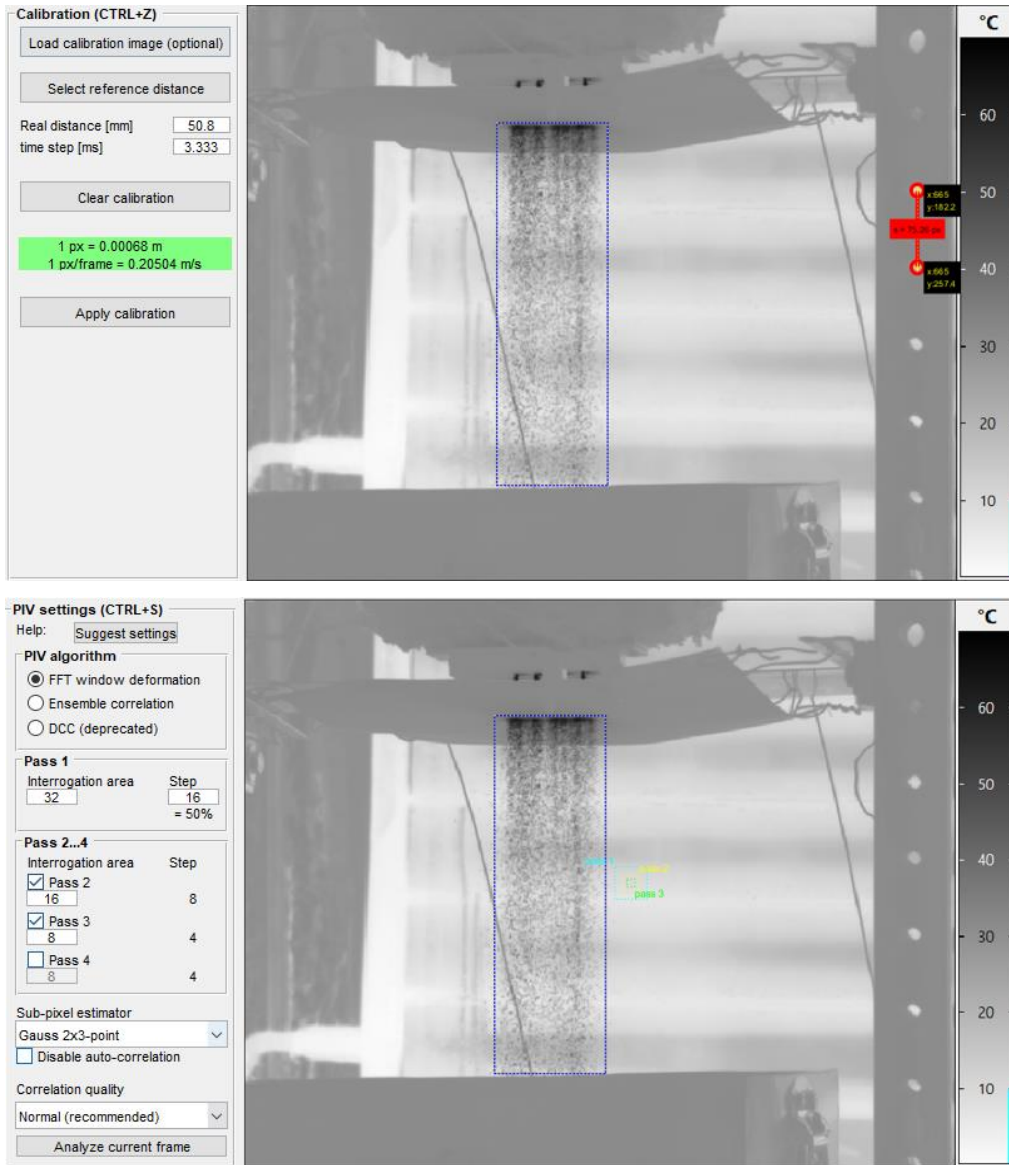 Calibration (CTRL+Z)
Load calibration image (optional)
Select reference distance
Real distance [mm] 50.8
time step [ms] 3.333
Clear calibration
1 px = 0.00068 m
1 px/frame = 0.20504 m/s
Apply calibration
x:665
y:182.2
x:665
y:257.4
°C
60
50
40
30
20
10
PIV settings (CTRL+S)
Help: Suggest settings
PIV algorithm
FFT window deformation
Ensemble correlation
DCC (deprecated)
Pass 1
Interrogation area Step
32 16
= 50%
Pass 2...4
Interrogation area Step
Pass 2
16 8
Pass 3
8 4
Pass 4
8 4
Sub-pixel estimator
Gauss 2x3-point
Disable auto-correlation
Correlation quality
Normal (recommended)
Analyze current frame
pass 3
°C
60
50
40
30
20
10